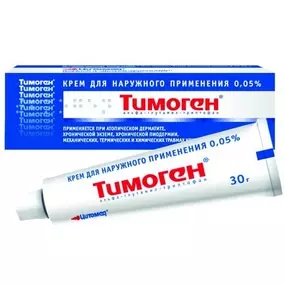 Тимоген
Тимоген
Тимоген
Тимоген
Тимоген
Тимоген
КРЕМ ДЛЯ НАРУЖНОГО ПРИМЕНЕНИЯ 0,05%
Тимоген®
альфа-глутамил-триптофан
ПРИМЕНЯЕТСЯ ПРИ АТОПИЧЕСКОМ ДЕРМАТИТЕ,
ХРОНИЧЕСКОЙ ЭКЗЕМЕ, ХРОНИЧЕСКОЙ ПИОДЕРМИИ,
МЕХАНИЧЕСКИХ, ТЕРМИЧЕСКИХ И ХИМИЧЕСКИХ ТРАВМАХ
КРЕМ ДЛЯ НАРУЖНОГО ПРИМЕНЕНИЯ 0,05%
Тимоген®
альфа-глутамил-триптофан
Цитомед
30 г